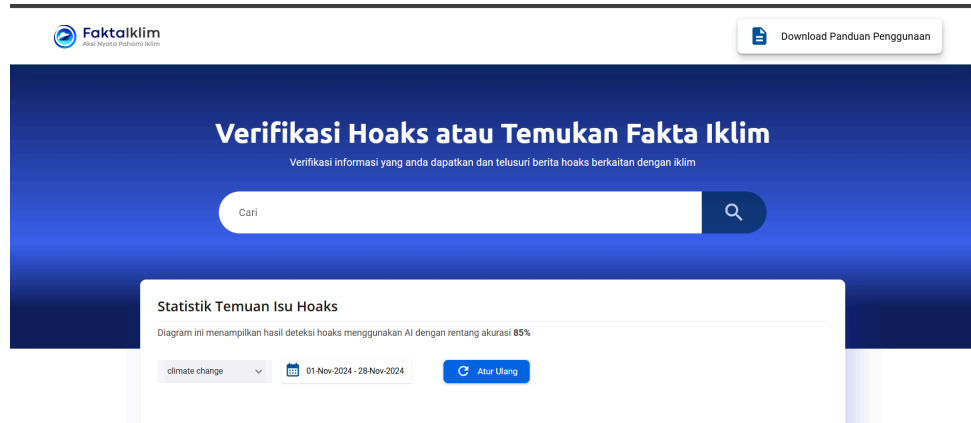 FaktaIklim
Aksi Nyata Pahami Iklim
Download Panduan Penggunaan
Verifikasi Hoaks atau Temukan Fakta Iklim
Verifikasi informasi yang anda dapatkan dan telusuri berita hoaks berkaitan dengan iklim
Cari
Statistik Temuan Isu Hoaks
Diagram ini menampilkan hasil deteksi hoaks menggunakan AI dengan rentang akurasi 85%
climate change
01-Nov-2024 - 28-Nov-2024
Atur Ulang